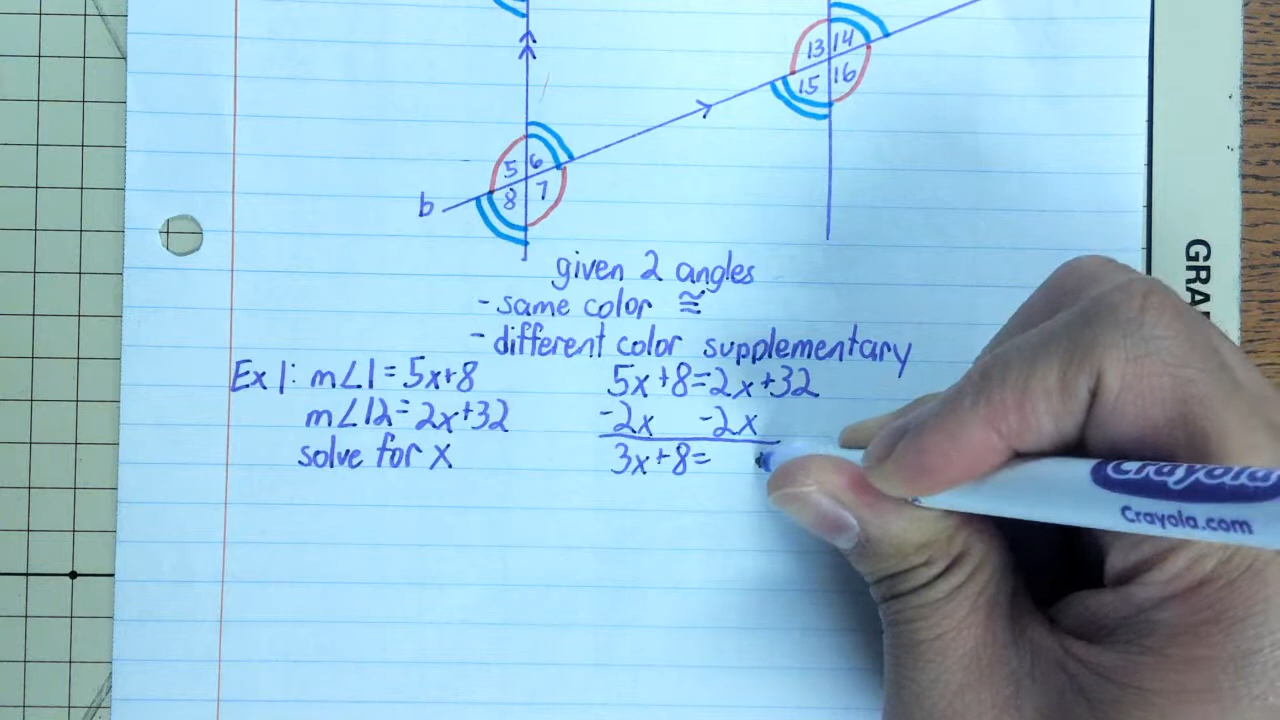 13 14
15 16
5 6
8 7
b
given 2 angles
- same color ≅
- different color supplementary
Ex 1: m∠1 = 5x+8
m∠12 = 2x+32
solve for x
5x+8=2x+32
-2x -2x
3x+8=
Crayola
Crayola.com
GRA